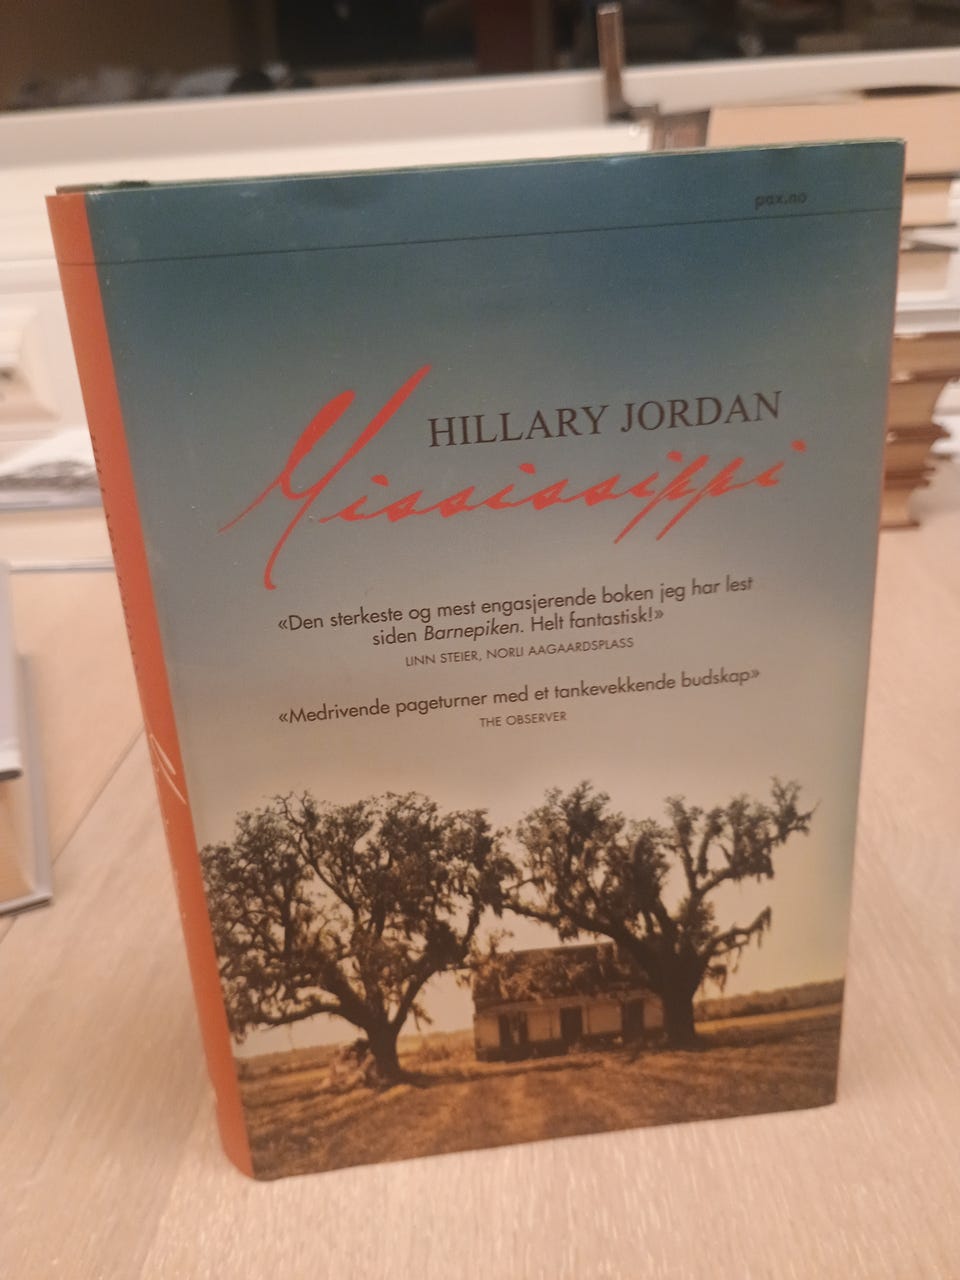 pax.no
HILLARY JORDAN
Mississippi
«Den sterkeste og mest engasjerende boken jeg har lest
siden Barnepiken. Helt fantastisk!»
LINN STEIER, NORLI AAGAARDSPLASS
«Medrivende pageturner med et tankevekkende budskap»
THE OBSERVER